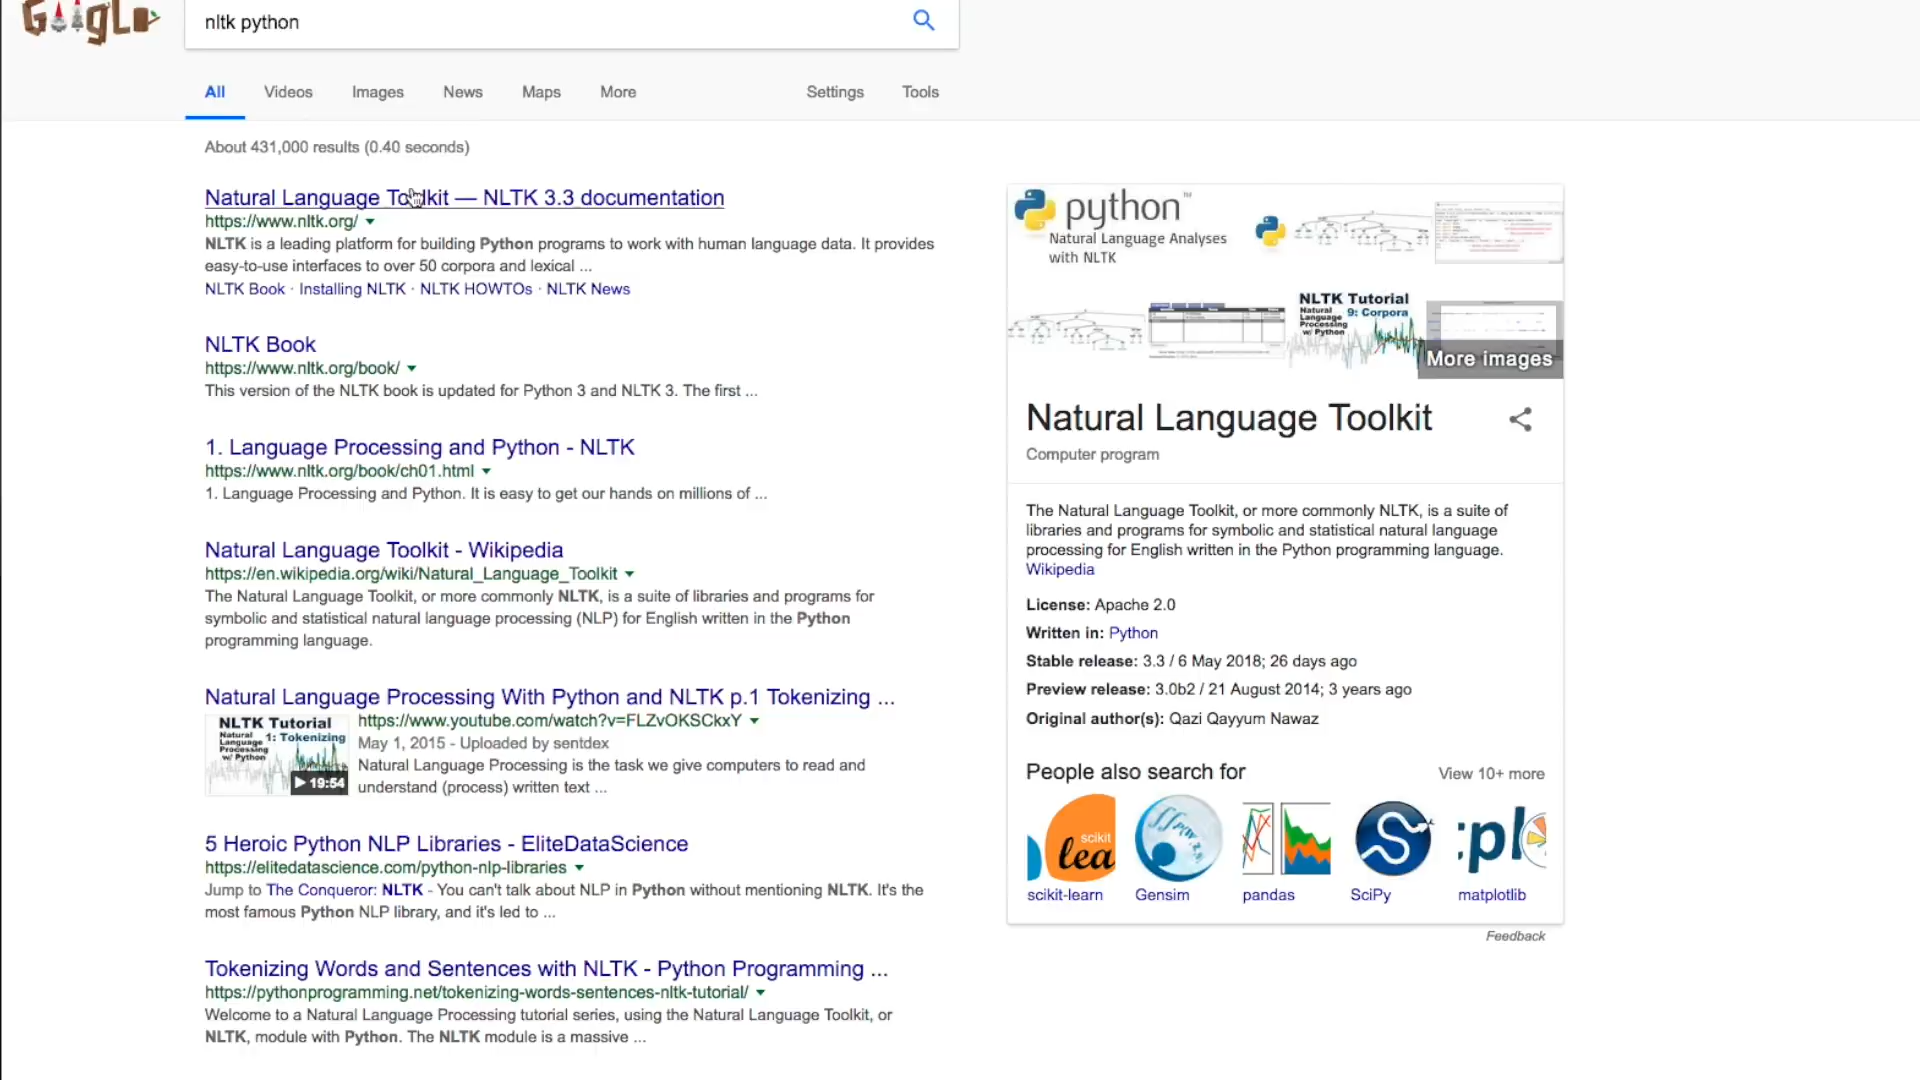 nltk python
All Videos Images News Maps More Settings Tools
About 431,000 results (0.40 seconds)
Natural Language Toolkit — NLTK 3.3 documentation
https://www.nltk.org/
NLTK is a leading platform for building Python programs to work with human language data. It provides
easy-to-use interfaces to over 50 corpora and lexical ...
NLTK Book · Installing NLTK · NLTK HOWTOs · NLTK News
NLTK Book
https://www.nltk.org/book/
This version of the NLTK book is updated for Python 3 and NLTK 3. The first ...
1. Language Processing and Python - NLTK
https://www.nltk.org/book/ch01.html
1. Language Processing and Python. It is easy to get our hands on millions of ...
Natural Language Toolkit - Wikipedia
https://en.wikipedia.org/wiki/Natural_Language_Toolkit
The Natural Language Toolkit, or more commonly NLTK, is a suite of libraries and programs for
symbolic and statistical natural language processing (NLP) for English written in the Python
programming language.
Natural Language Processing With Python and NLTK p.1 Tokenizing ...
NLTK Tutorial
Natural
Language
Processing
w/ Python
1: Tokenizing
19:54
https://www.youtube.com/watch?v=FLZvOKSCkxY
May 1, 2015 - Uploaded by sentdex
Natural Language Processing is the task we give computers to read and
understand (process) written text ...
5 Heroic Python NLP Libraries - EliteDataScience
https://elitedatascience.com/python-nlp-libraries
Jump to The Conqueror: NLTK - You can't talk about NLP in Python without mentioning NLTK. It's the
most famous Python NLP library, and it's led to ...
Tokenizing Words and Sentences with NLTK - Python Programming ...
https://pythonprogramming.net/tokenizing-words-sentences-nltk-tutorial/
Welcome to a Natural Language Processing tutorial series, using the Natural Language Toolkit, or
NLTK, module with Python. The NLTK module is a massive ...
python™
Natural Language Analyses
with NLTK
NLTK Tutorial
Natural
Language
Processing
w/ Python
9: Corpora
More images
Natural Language Toolkit
Computer program
The Natural Language Toolkit, or more commonly NLTK, is a suite of
libraries and programs for symbolic and statistical natural language
processing for English written in the Python programming language.
Wikipedia
License: Apache 2.0
Written in: Python
Stable release: 3.3 / 6 May 2018; 26 days ago
Preview release: 3.0b2 / 21 August 2014; 3 years ago
Original author(s): Qazi Qayyum Nawaz
People also search for View 10+ more
scikit
lea
:pl
scikit-learn Gensim pandas SciPy matplotlib
Feedback